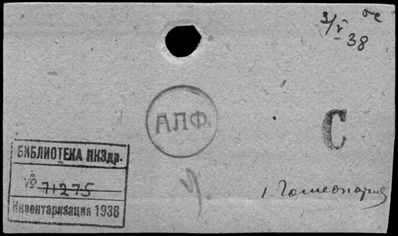 3/V-38
АЛФ.
С
БИБЛИОТЕКА НКЗдр.
№ 71275
Инвентаризация 1938